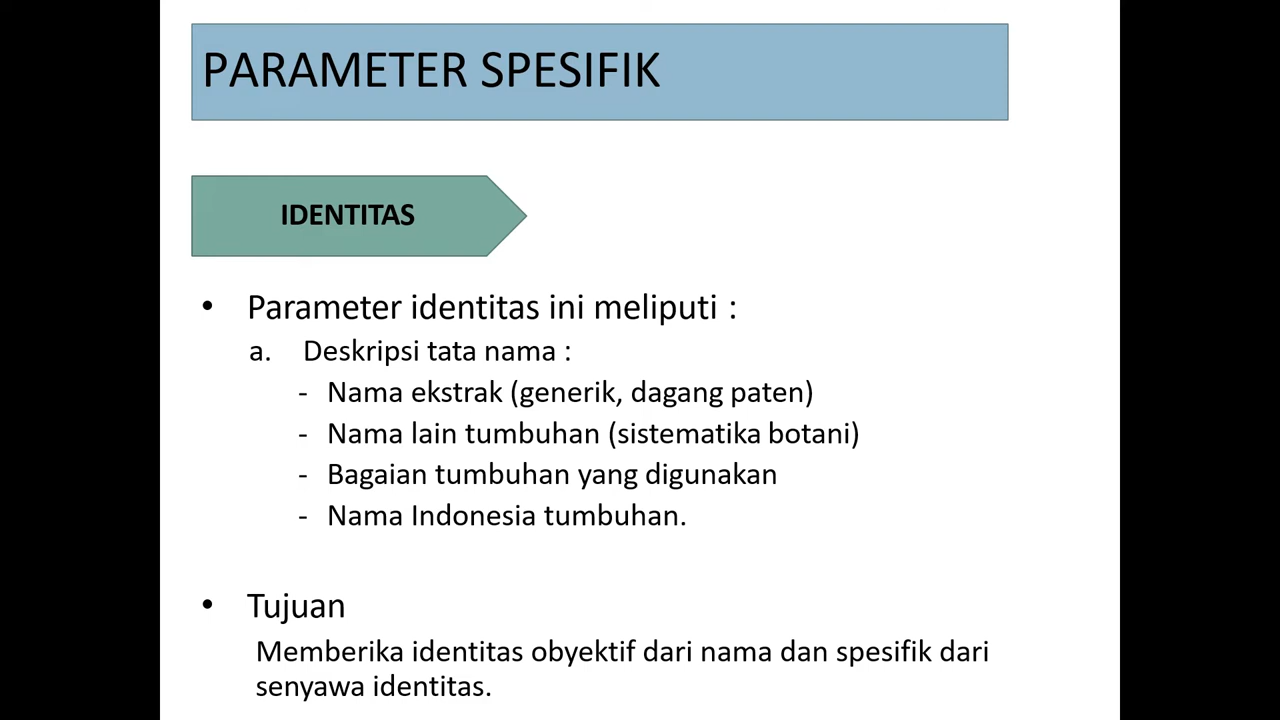 PARAMETER SPESIFIK
IDENTITAS
• Parameter identitas ini meliputi :
a. Deskripsi tata nama :
- Nama ekstrak (generik, dagang paten)
- Nama lain tumbuhan (sistematika botani)
- Bagaian tumbuhan yang digunakan
- Nama Indonesia tumbuhan.
• Tujuan
Memberika identitas obyektif dari nama dan spesifik dari
senyawa identitas.